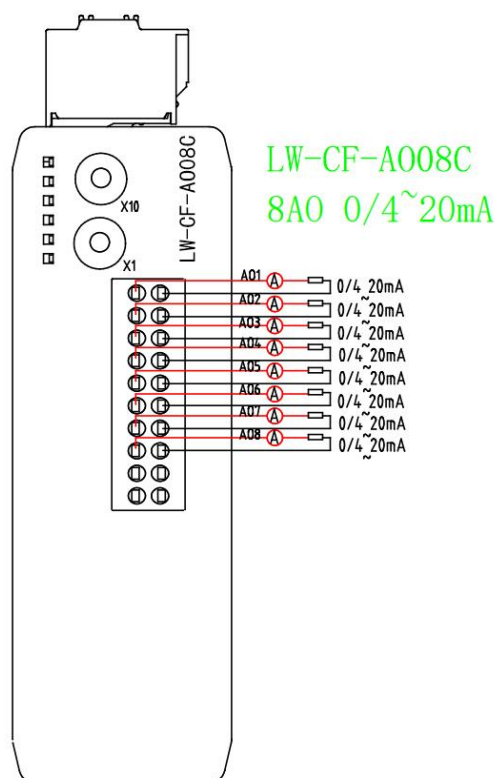 LW-CF-AO08C
LW-CF-AO08C
8AO 0/4~20mA
X10
X1
AO1 A 0/4~20mA
AO2 A 0/4~20mA
AO3 A 0/4~20mA
AO4 A 0/4~20mA
AO5 A 0/4~20mA
AO6 A 0/4~20mA
AO7 A 0/4~20mA
AO8 A 0/4~20mA